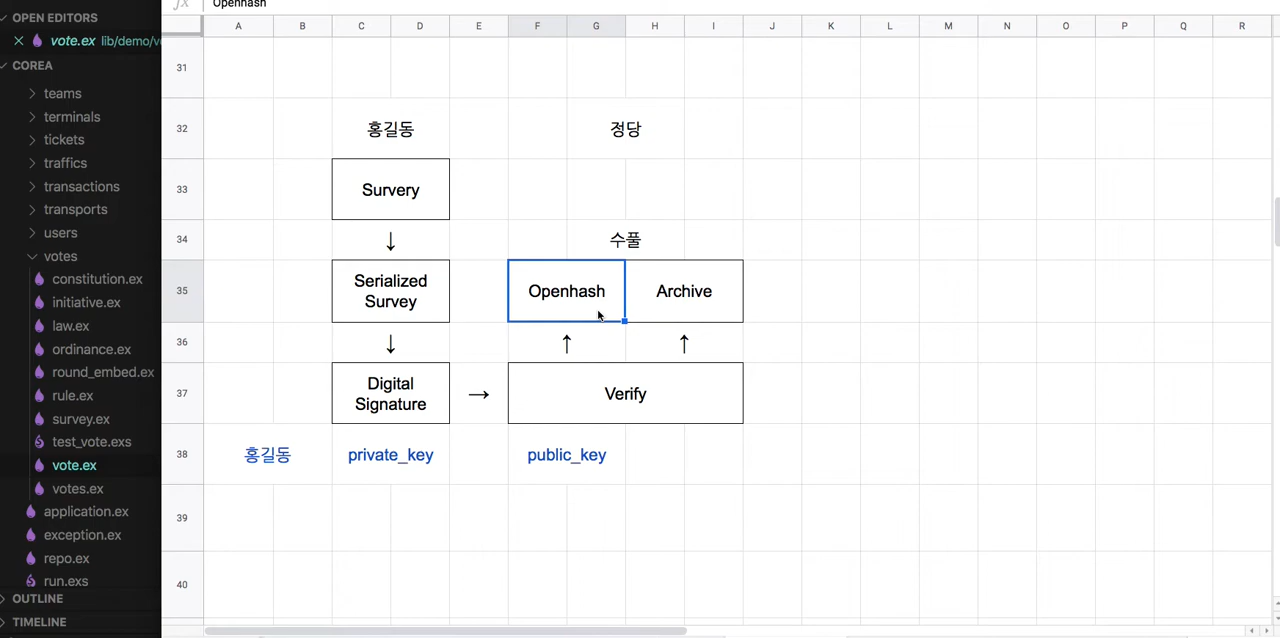 Openhash
OPEN EDITORS
vote.ex lib/demo/v
COREA
teams
terminals
tickets
traffics
transactions
transports
users
votes
constitution.ex
initiative.ex
law.ex
ordinance.ex
round_embed.ex
rule.ex
survey.ex
test_vote.exs
vote.ex
votes.ex
application.ex
exception.ex
repo.ex
run.exs
OUTLINE
TIMELINE
A B C D E F G H I J K L M N O P Q R
31
32 홍길동 정당
33 Survery
34 ↓ 수풀
35 Serialized Survey Openhash Archive
36 ↓ ↑ ↑
37 Digital Signature → Verify
38 홍길동 private_key public_key
39
40